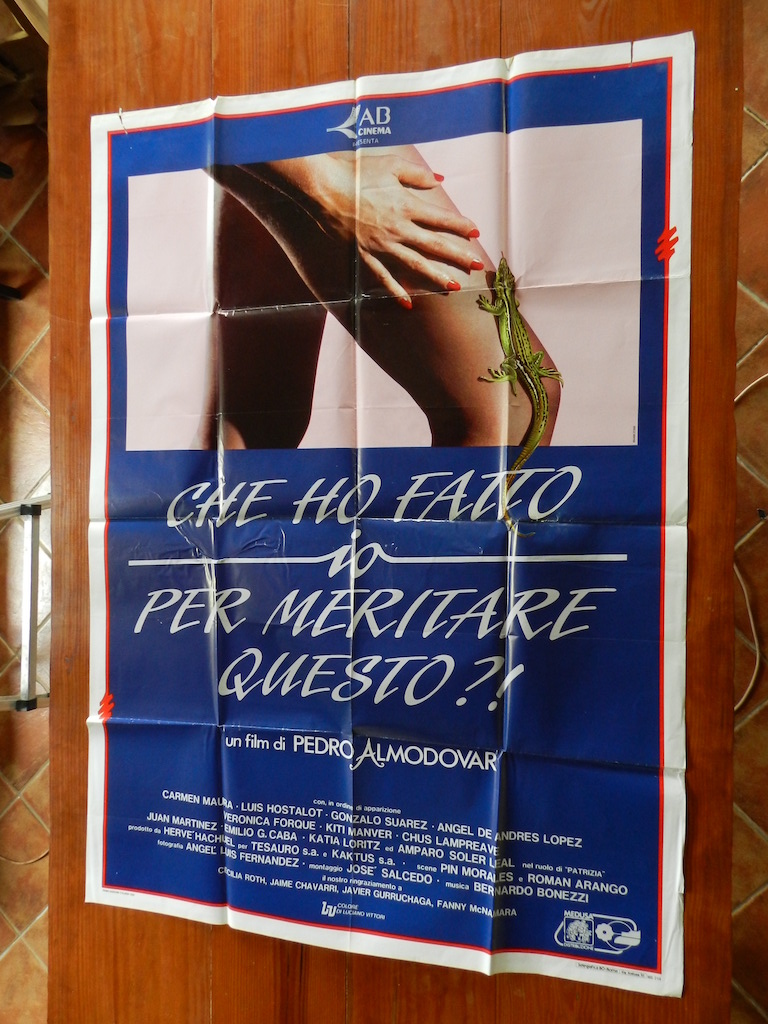 AB
CINEMA
PRESENTA
CHE HO FATTO
io
PER MERITARE
QUESTO?!
un film di PEDRO ALMODOVAR
con, in ordine di apparizione
CARMEN MAURA · LUIS HOSTALOT · GONZALO SUAREZ · ANGEL DE ANDRES LOPEZ
JUAN MARTINEZ · VERONICA FORQUE · KITI MANVER · CHUS LAMPREAVE
EMILIO G. CABA · KATIA LORITZ ed AMPARO SOLER LEAL nel ruolo di "PATRIZIA"
prodotto da HERVE' HACHUEL per TESAURO s.a. e KAKTUS s.a. · scene PIN MORALES e ROMAN ARANGO
fotografia ANGEL LUIS FERNANDEZ · montaggio JOSE' SALCEDO · musica BERNARDO BONEZZI
il nostro ringraziamento a
CECILIA ROTH, JAIME CHAVARRI, JAVIER GURRUCHAGA, FANNY McNAMARA
LV COLORE
DI LUCIANO VITTORI
MEDUSA
DISTRIBUZIONE